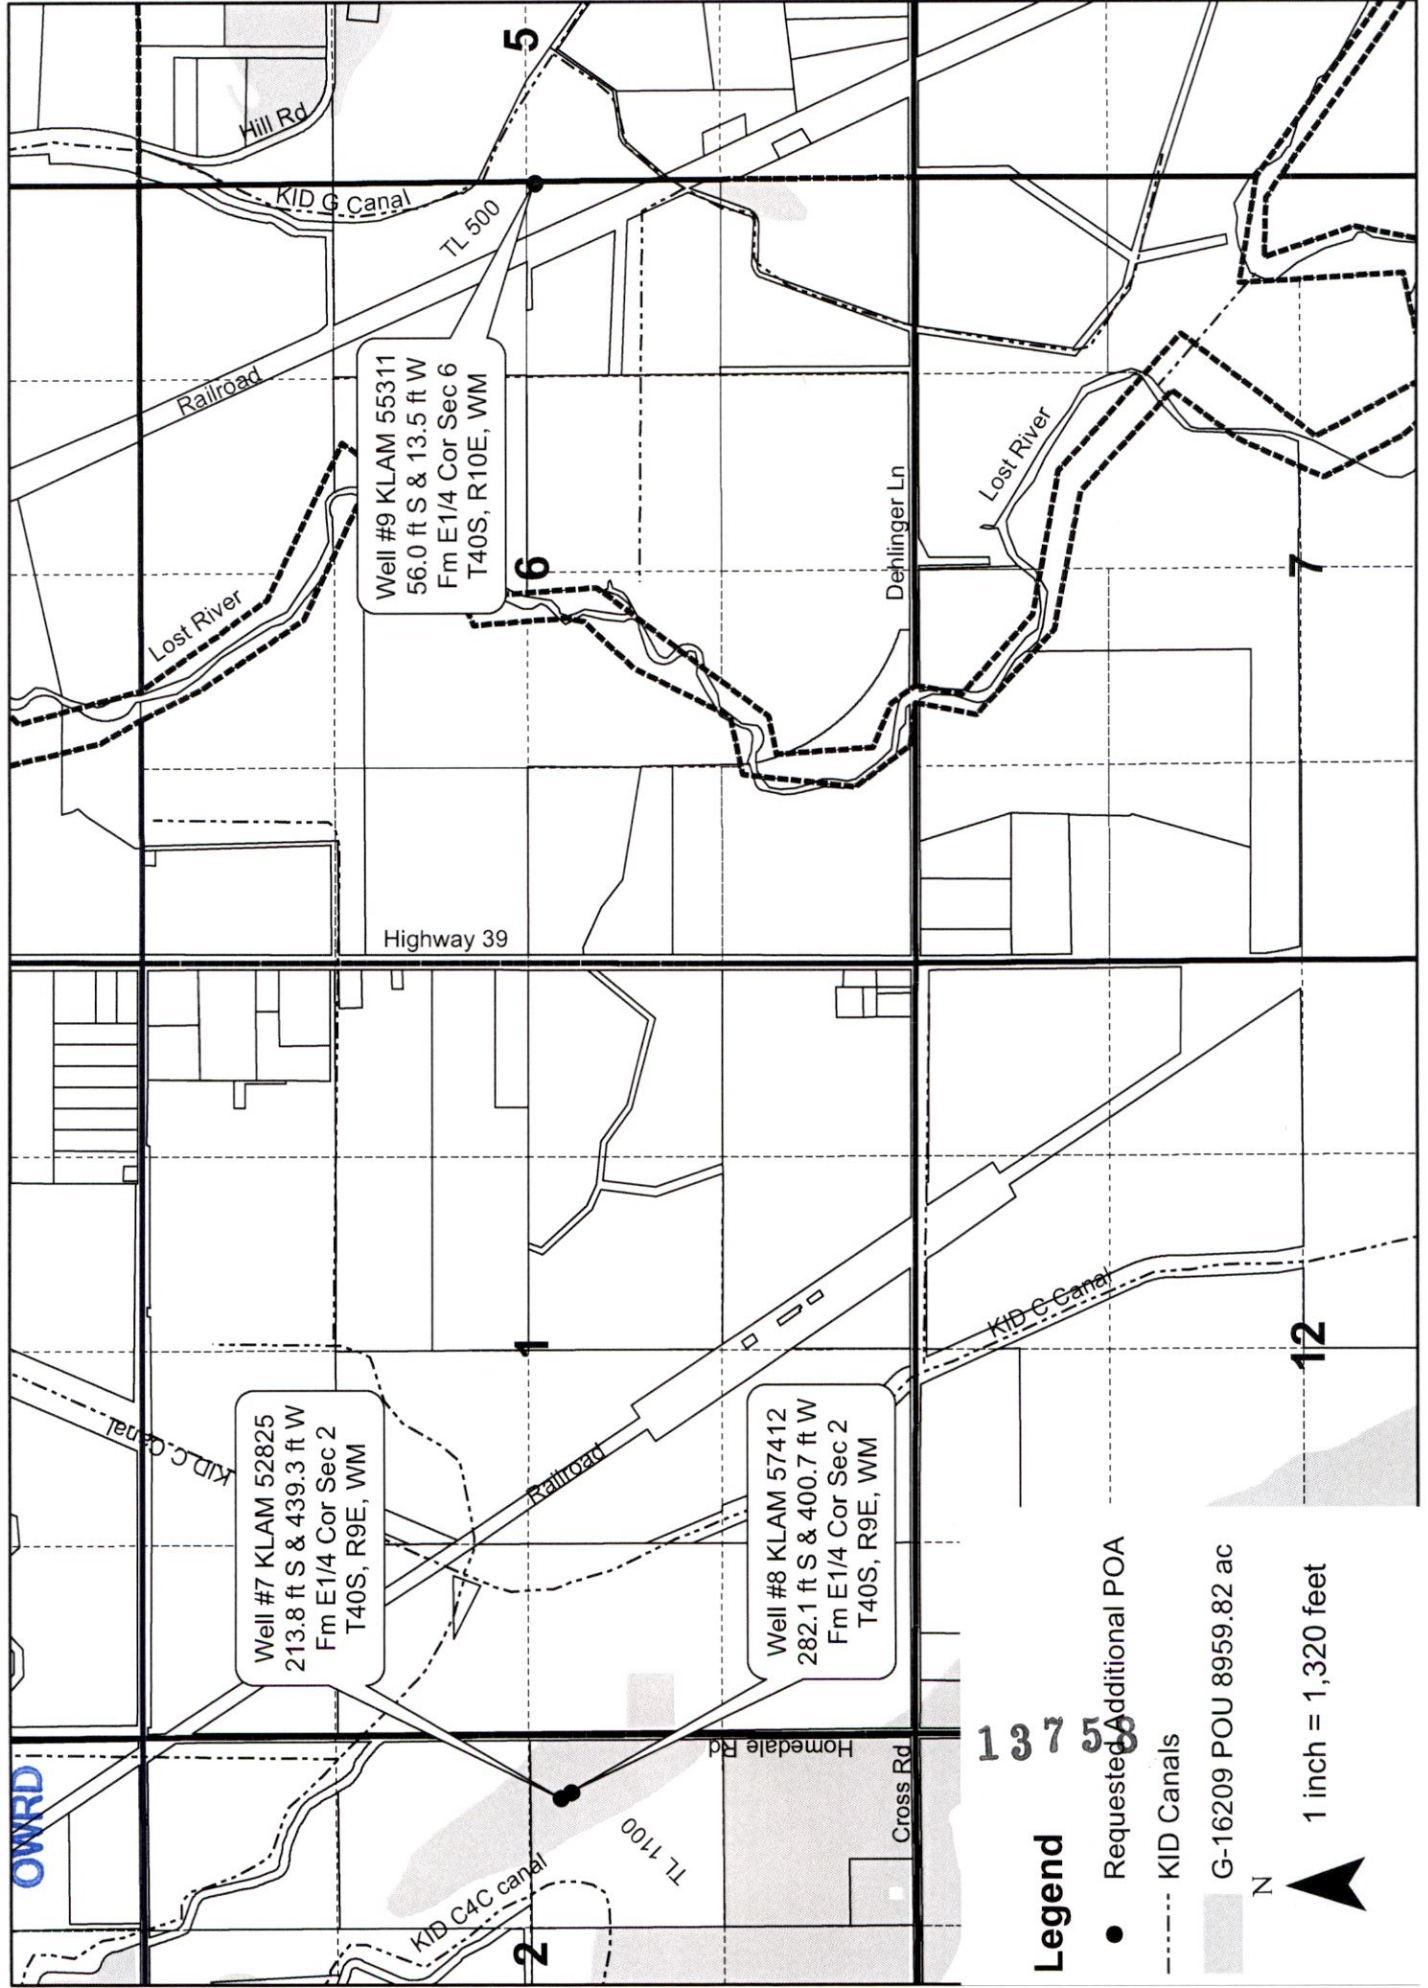 OWRD
KID C Canal
Lost River
Railroad
Hill Rd
KID G Canal
TL 500
5
Well #9 KLAM 55311
56.0 ft S & 13.5 ft W
Fm E1/4 Cor Sec 6
T40S, R10E, WM
6
Highway 39
Well #7 KLAM 52825
213.8 ft S & 439.3 ft W
Fm E1/4 Cor Sec 2
T40S, R9E, WM
KID C4C canal
2
1
Railroad
TL 1100
Homedale Rd
Well #8 KLAM 57412
282.1 ft S & 400.7 ft W
Fm E1/4 Cor Sec 2
T40S, R9E, WM
Cross Rd
Dehlinger Ln
Lost River
KID C Canal
12
7
13758
Legend
Requested Additional POA
KID Canals
G-16209 POU 8959.82 ac
N
1 inch = 1,320 feet